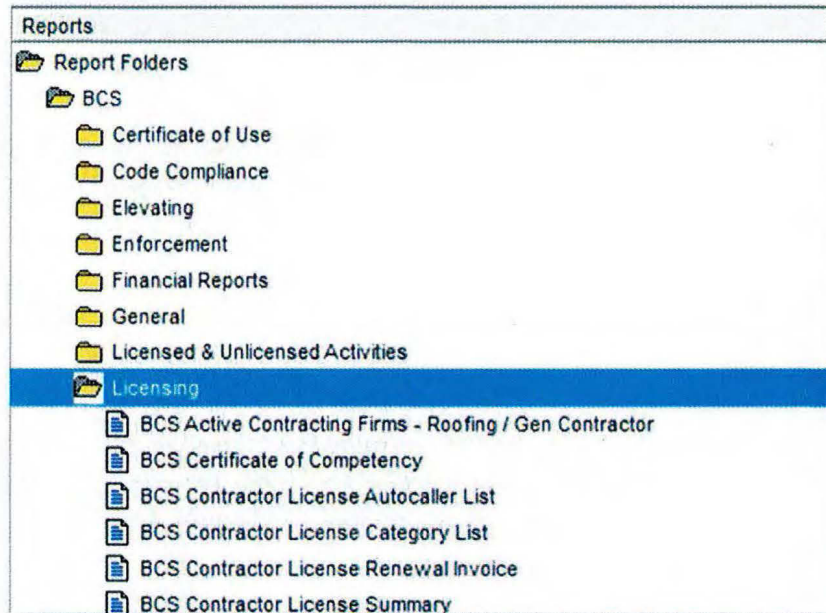 Reports
Report Folders
BCS
Certificate of Use
Code Compliance
Elevating
Enforcement
Financial Reports
General
Licensed & Unlicensed Activities
Licensing
BCS Active Contracting Firms - Roofing / Gen Contractor
BCS Certificate of Competency
BCS Contractor License Autocaller List
BCS Contractor License Category List
BCS Contractor License Renewal Invoice
BCS Contractor License Summary